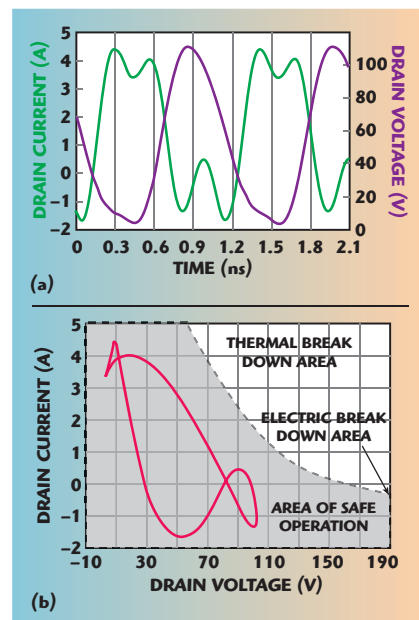 5
4
3
2
1
0
−1
−2
DRAIN CURRENT (A)
100
80
60
40
20
0
DRAIN VOLTAGE (V)
0 0.3 0.6 0.9 1.2 1.5 1.8 2.1
TIME (ns)
(a)
5
4
3
2
1
0
−1
−2
DRAIN CURRENT (A)
THERMAL BREAK
DOWN AREA
ELECTRIC BREAK
DOWN AREA
AREA OF SAFE
OPERATION
−10 30 70 110 150 190
DRAIN VOLTAGE (V)
(b)